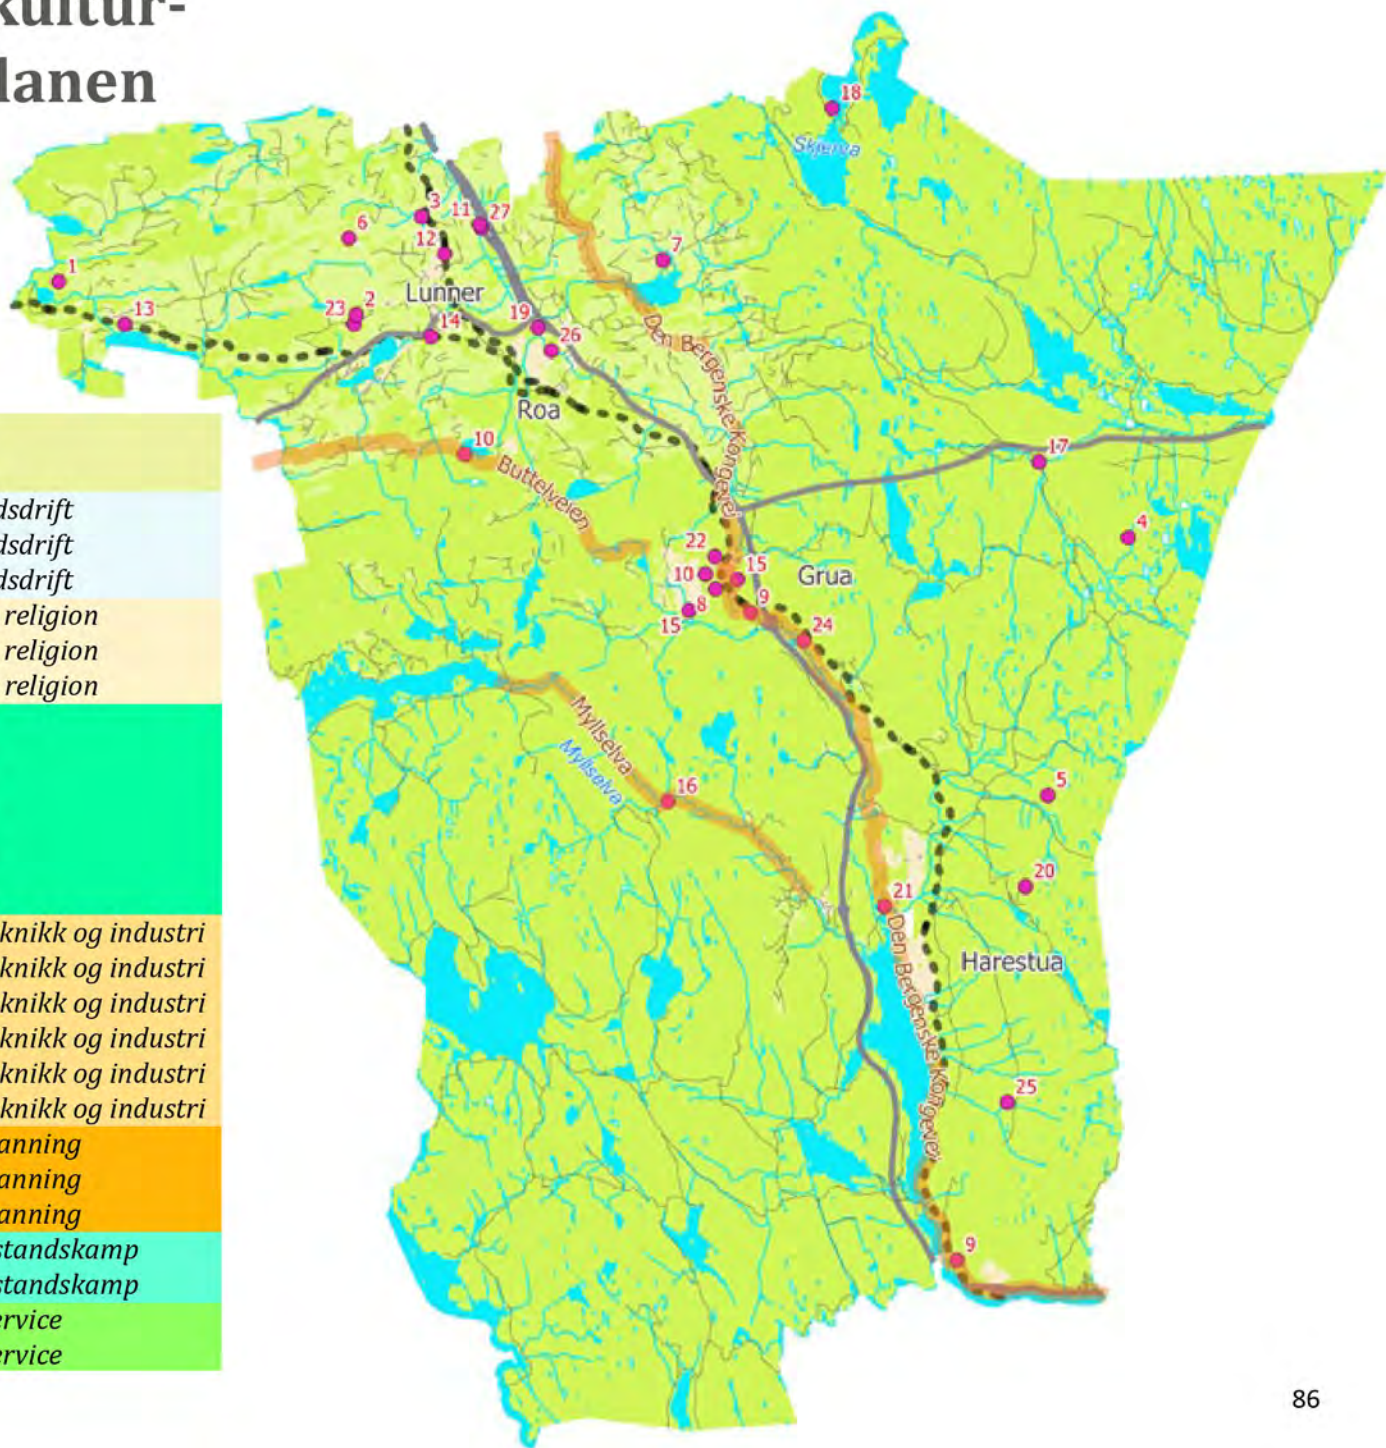 kultur-
lanen
18
Skjerva
3
11
27
6
12
7
1
Lunner
2
23
13
14
19
26
Den Bergenske Kongevei
Roa
10
Buttelveien
17
4
22
10
15
Grua
8
9
15
24
Myllselva
Myllselva
16
5
20
21
Den Bergenske Kongevei
Harestua
25
9
dsdrift
dsdrift
dsdrift
religion
religion
religion
knikk og industri
knikk og industri
knikk og industri
knikk og industri
knikk og industri
knikk og industri
anning
anning
anning
standskamp
standskamp
ervice
ervice
86